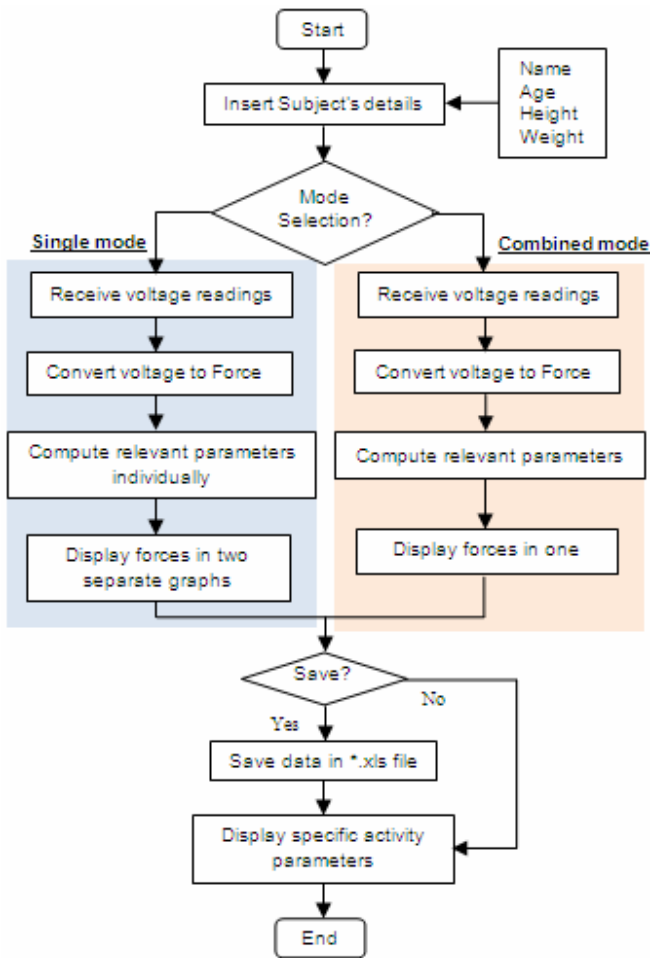 Start
Insert Subject's details
Name
Age
Height
Weight
Mode
Selection?
Single mode
Receive voltage readings
Convert voltage to Force
Compute relevant parameters
individually
Display forces in two
separate graphs
Combined mode
Receive voltage readings
Convert voltage to Force
Compute relevant parameters
Display forces in one
Save?
Yes
No
Save data in *.xls file
Display specific activity
parameters
End